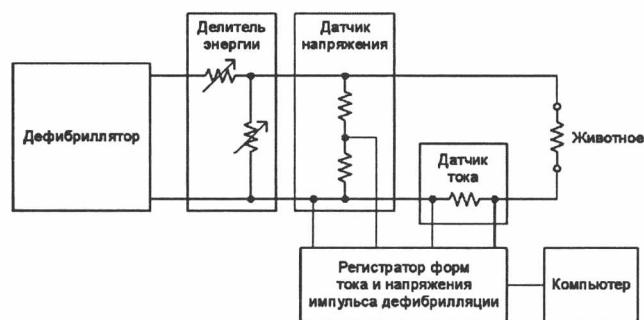 Делитель
энергии
Датчик
напряжения
Дефибриллятор
Животное
Датчик
тока
Регистратор форм
тока и напряжения
импульса дефибрилляции
Компьютер